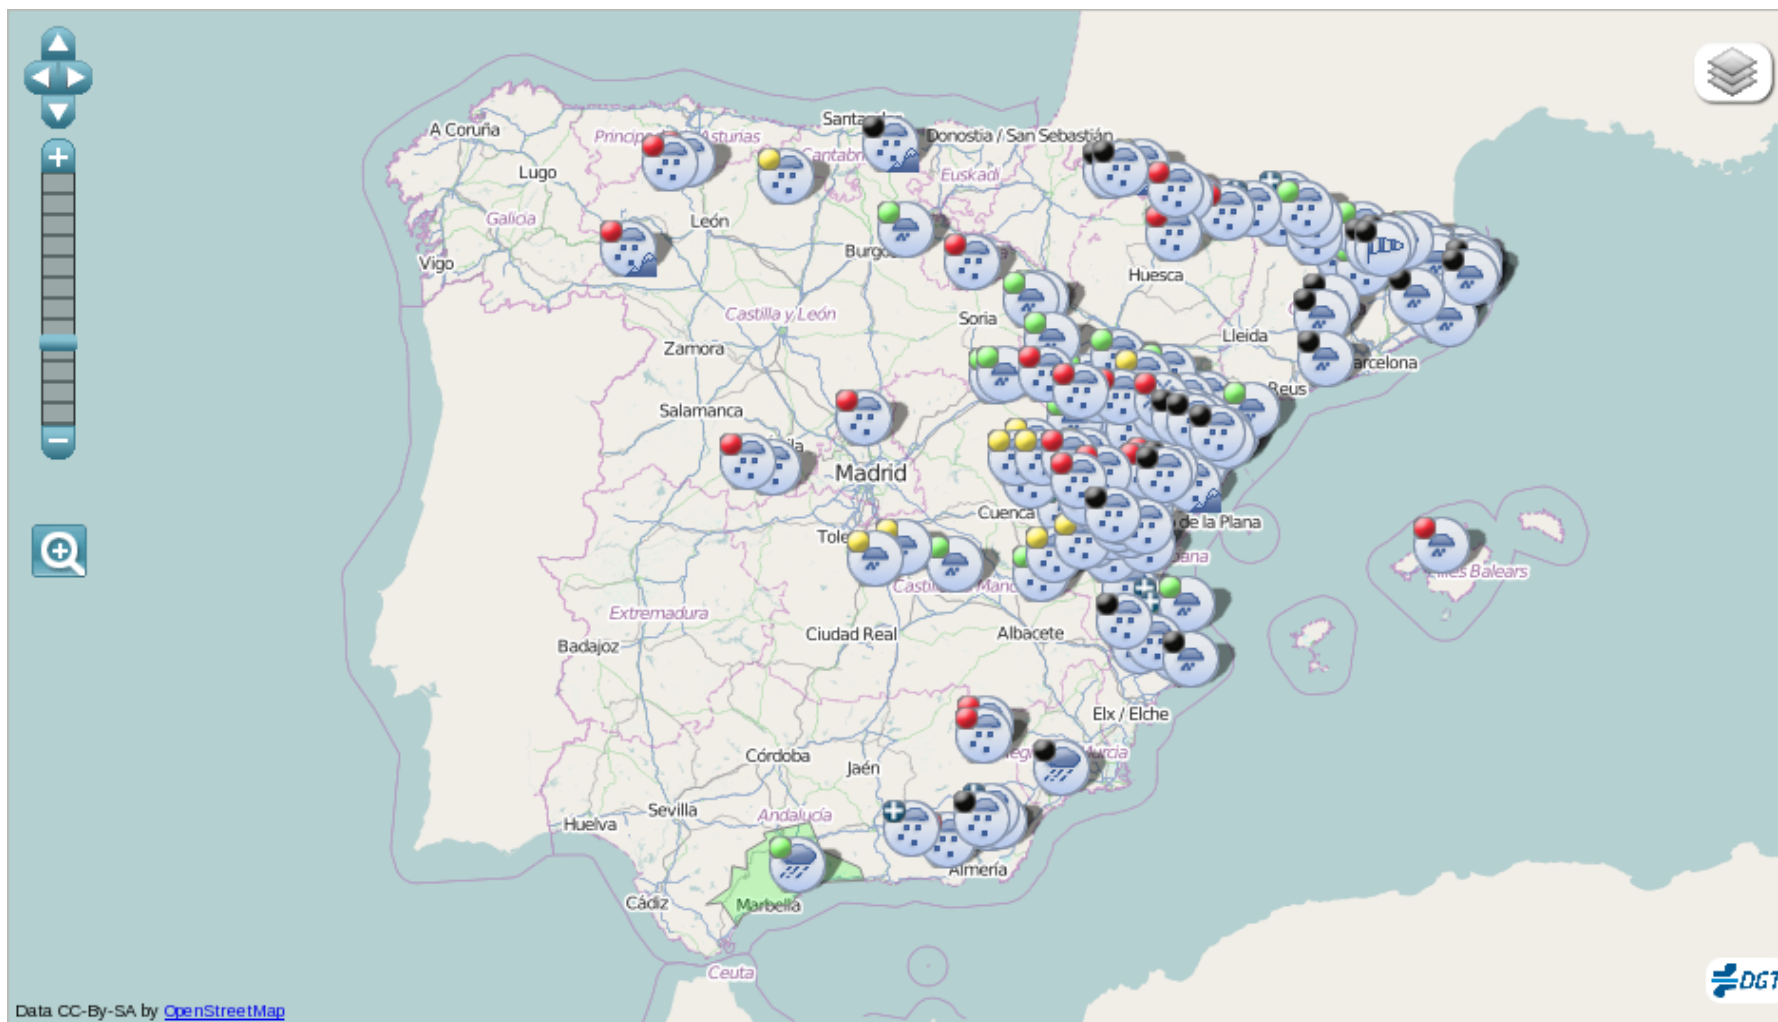 A Coruña
Santander
Donostia / San Sebastián
Asturias
Lugo
Euskadi
Galicia
León
Burgos
Vigo
Huesca
Castilla y León
Soria
Lleida
Zamora
Barcelona
Reus
Salamanca
Madrid
Cuenca
de la Plana
Illes Balears
Extremadura
Ciudad Real
Albacete
Badajoz
Elx / Elche
Murcia
Córdoba
Jaén
Sevilla
Andalucía
Huelva
Almería
Cádiz
Marbella
Ceuta
DGT
Data CC-By-SA by OpenStreetMap